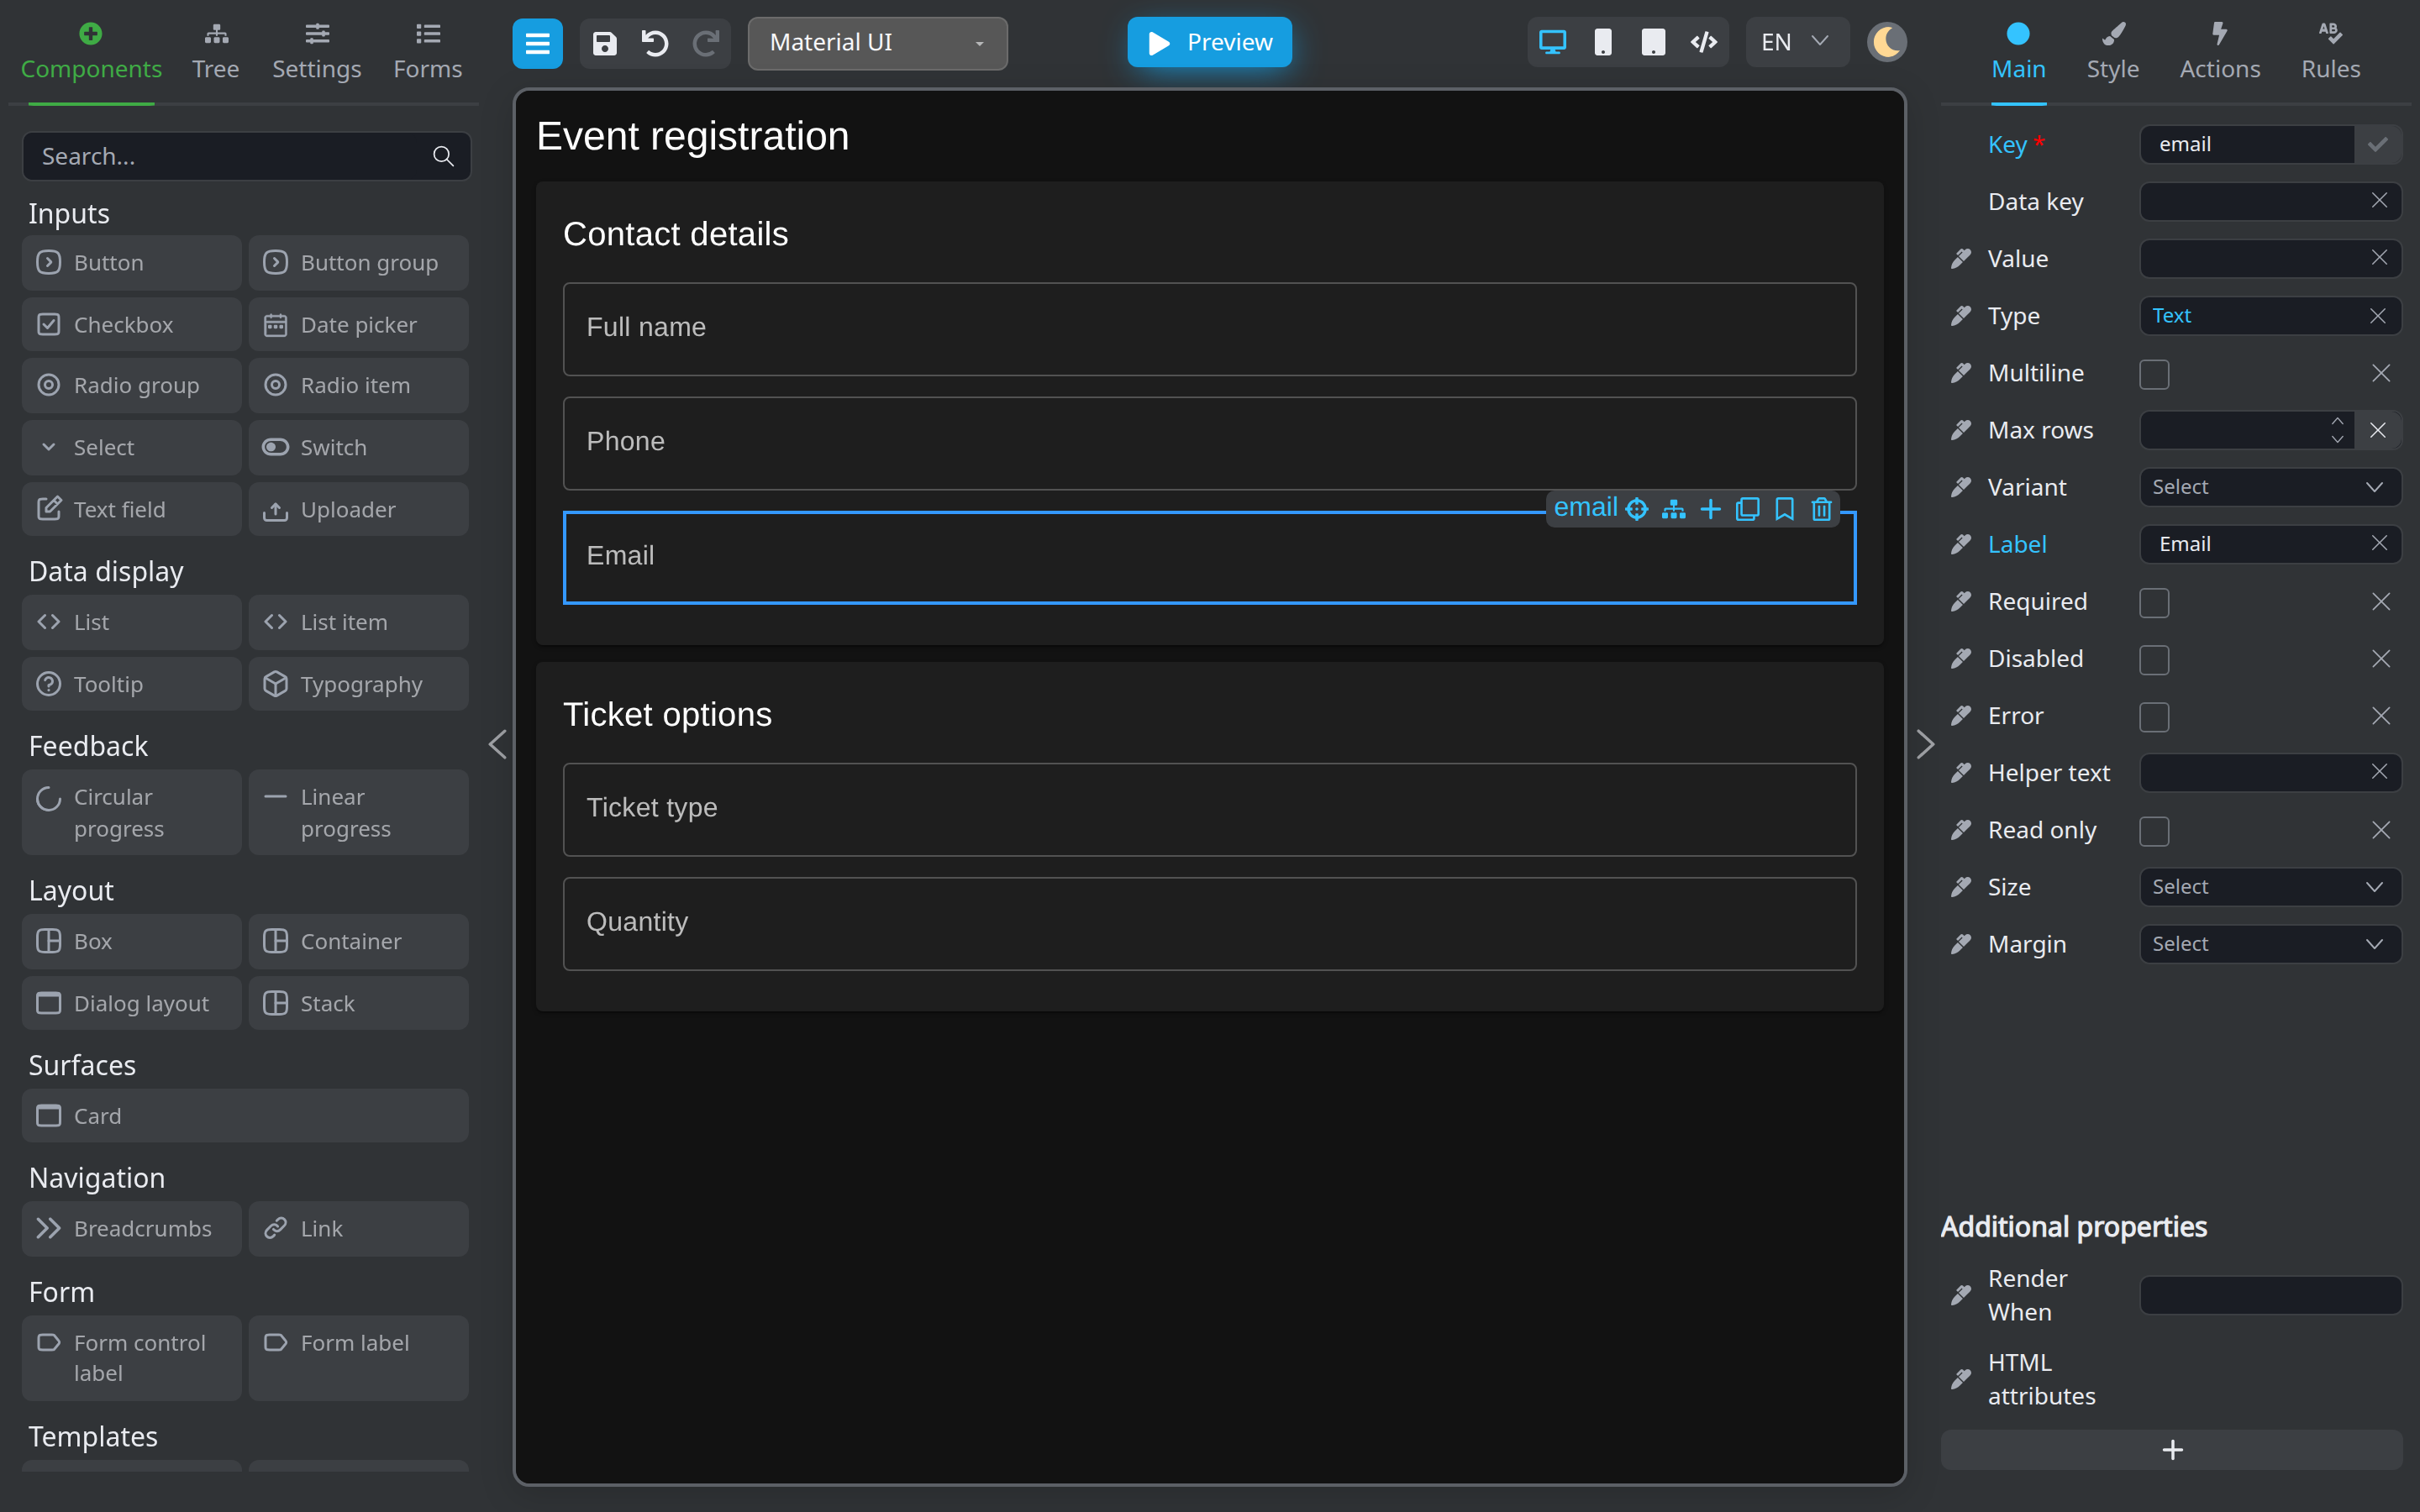 Components
Tree
Settings
Forms
Search...
Inputs
Button
Button group
Checkbox
Date picker
Radio group
Radio item
Select
Switch
Text field
Uploader
Data display
List
List item
Tooltip
Typography
Feedback
Circular
progress
Linear
progress
Layout
Box
Container
Dialog layout
Stack
Surfaces
Card
Navigation
Breadcrumbs
Link
Form
Form control
label
Form label
Templates
Material UI
Preview
EN
Event registration
Contact details
Full name
Phone
email
Email
Ticket options
Ticket type
Quantity
Main
Style
Actions
AB
Rules
Key * email
Data key
Value
Type Text
Multiline
Max rows
Variant Select
Label Email
Required
Disabled
Error
Helper text
Read only
Size Select
Margin Select
Additional properties
Render
When
HTML
attributes